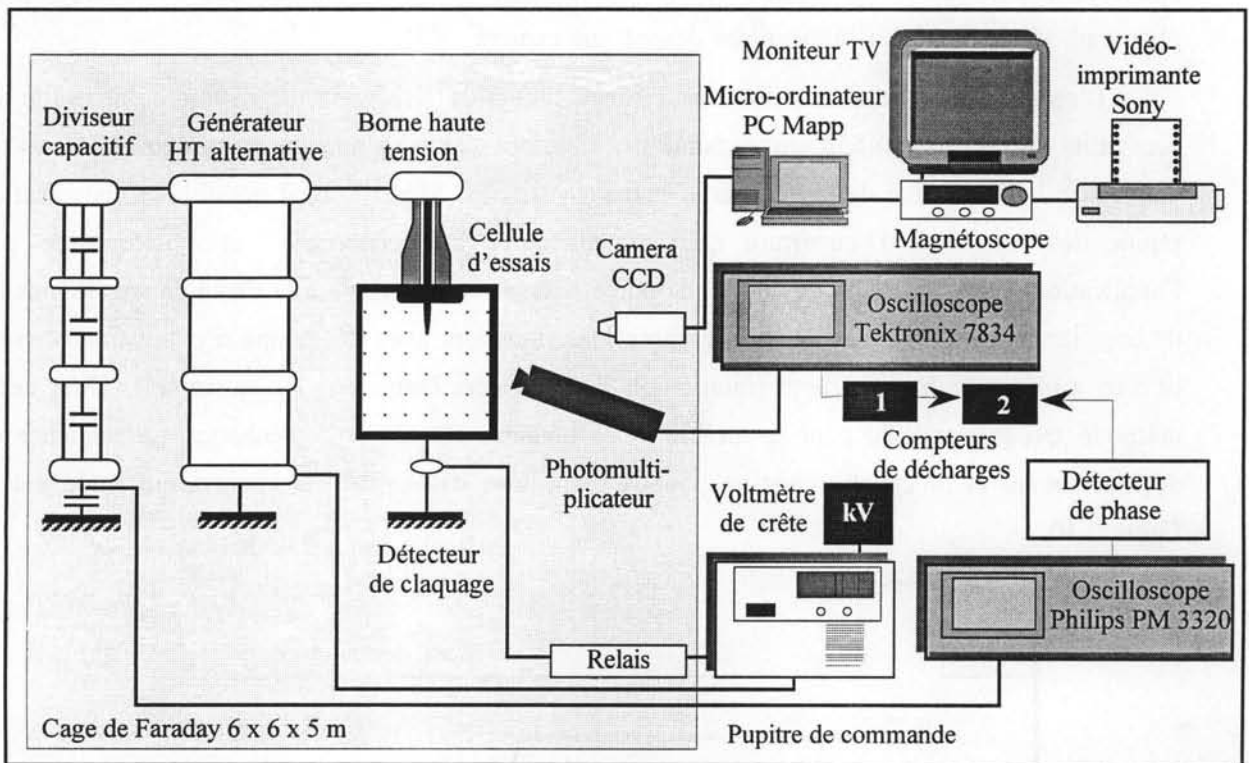 Moniteur TV
Vidéo-
imprimante
Sony
Micro-ordinateur
PC Mapp
Diviseur
capacitif
Générateur
HT alternative
Borne haute
tension
Cellule
d'essais
Camera
CCD
Magnétoscope
Oscilloscope
Tektronix 7834
1
2
Compteurs
de décharges
Photomulti-
plicateur
Voltmètre
de crête
kV
Détecteur
de phase
Détecteur
de claquage
Oscilloscope
Philips PM 3320
Relais
Cage de Faraday 6 x 6 x 5 m
Pupitre de commande